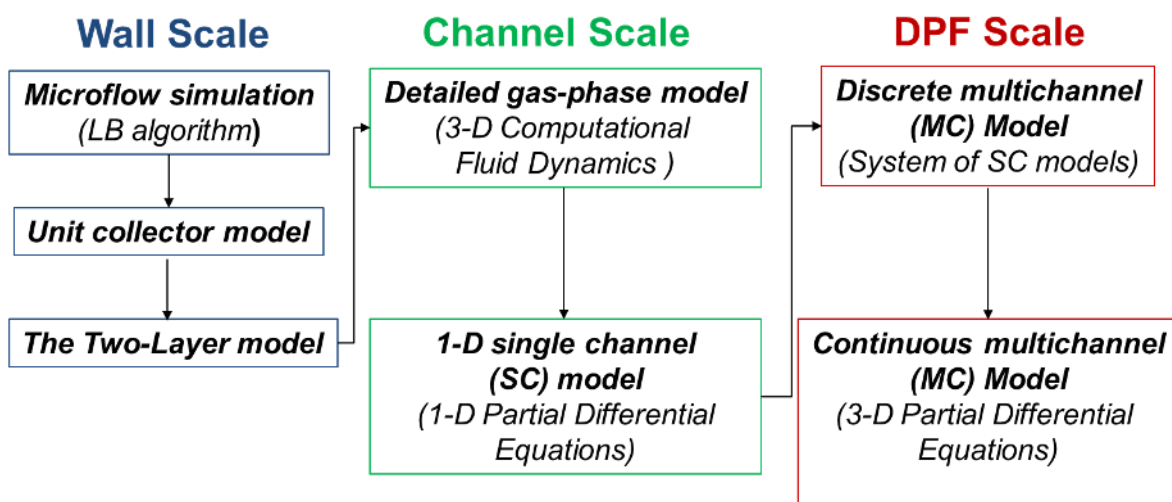 Wall Scale
Microflow simulation
(LB algorithm)
Unit collector model
The Two-Layer model
Channel Scale
Detailed gas-phase model
(3-D Computational
Fluid Dynamics )
1-D single channel
(SC) model
(1-D Partial Differential
Equations)
DPF Scale
Discrete multichannel
(MC) Model
(System of SC models)
Continuous multichannel
(MC) Model
(3-D Partial Differential
Equations)